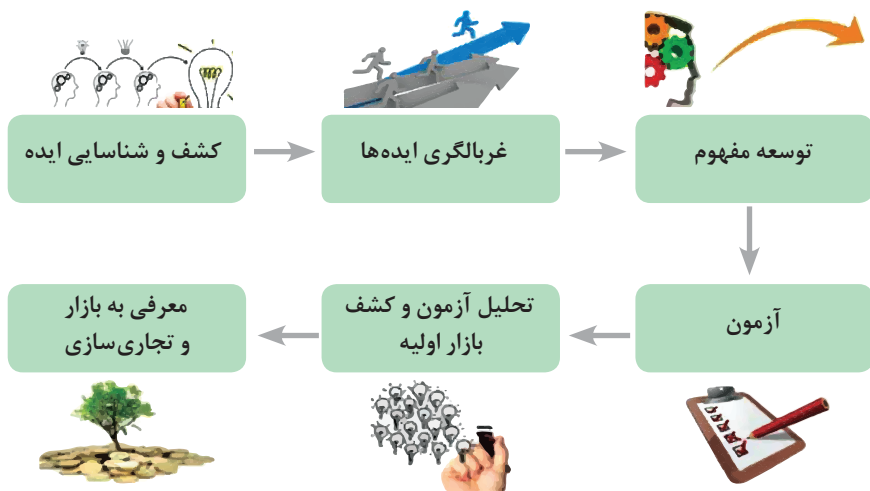 کشف و شناسایی ایده
غربالگری ایده‌ها
توسعه مفهوم
آزمون
تحلیل آزمون و کشف
بازار اولیه
معرفی به بازار
و تجاری‌سازی